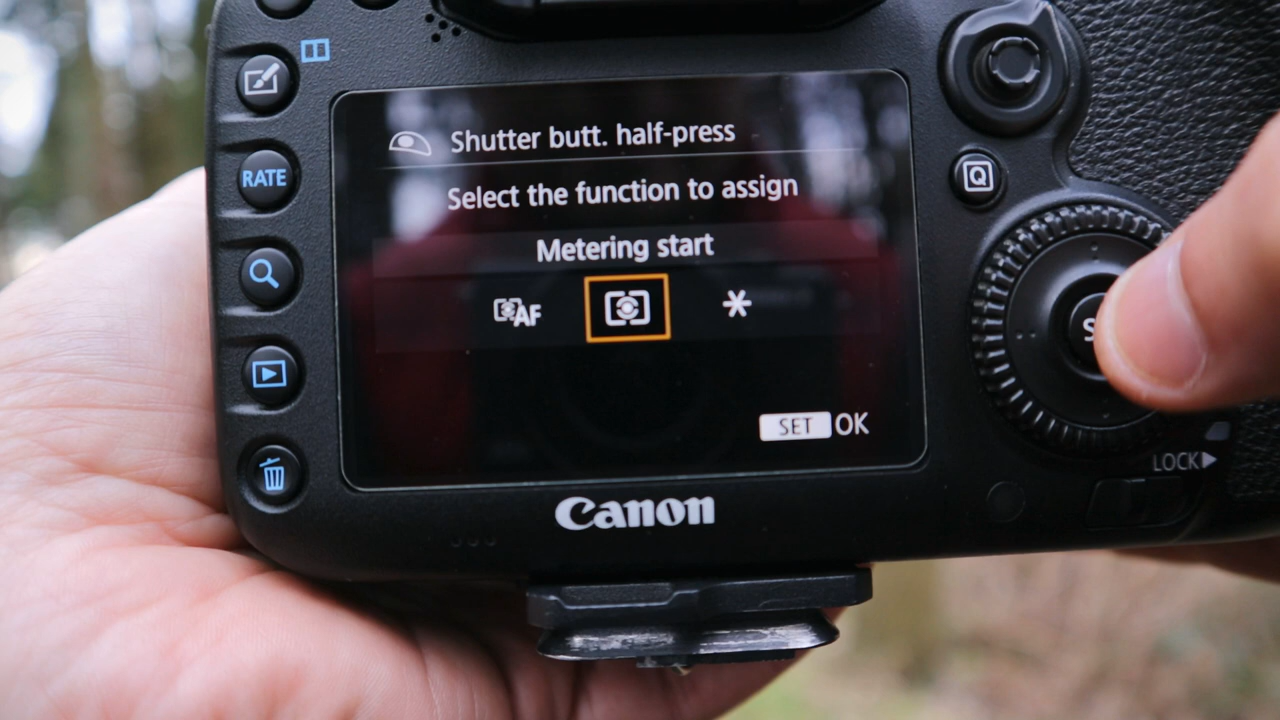 Shutter butt. half-press
Select the function to assign
Metering start
AF
SET OK
RATE
Q
LOCK
Canon